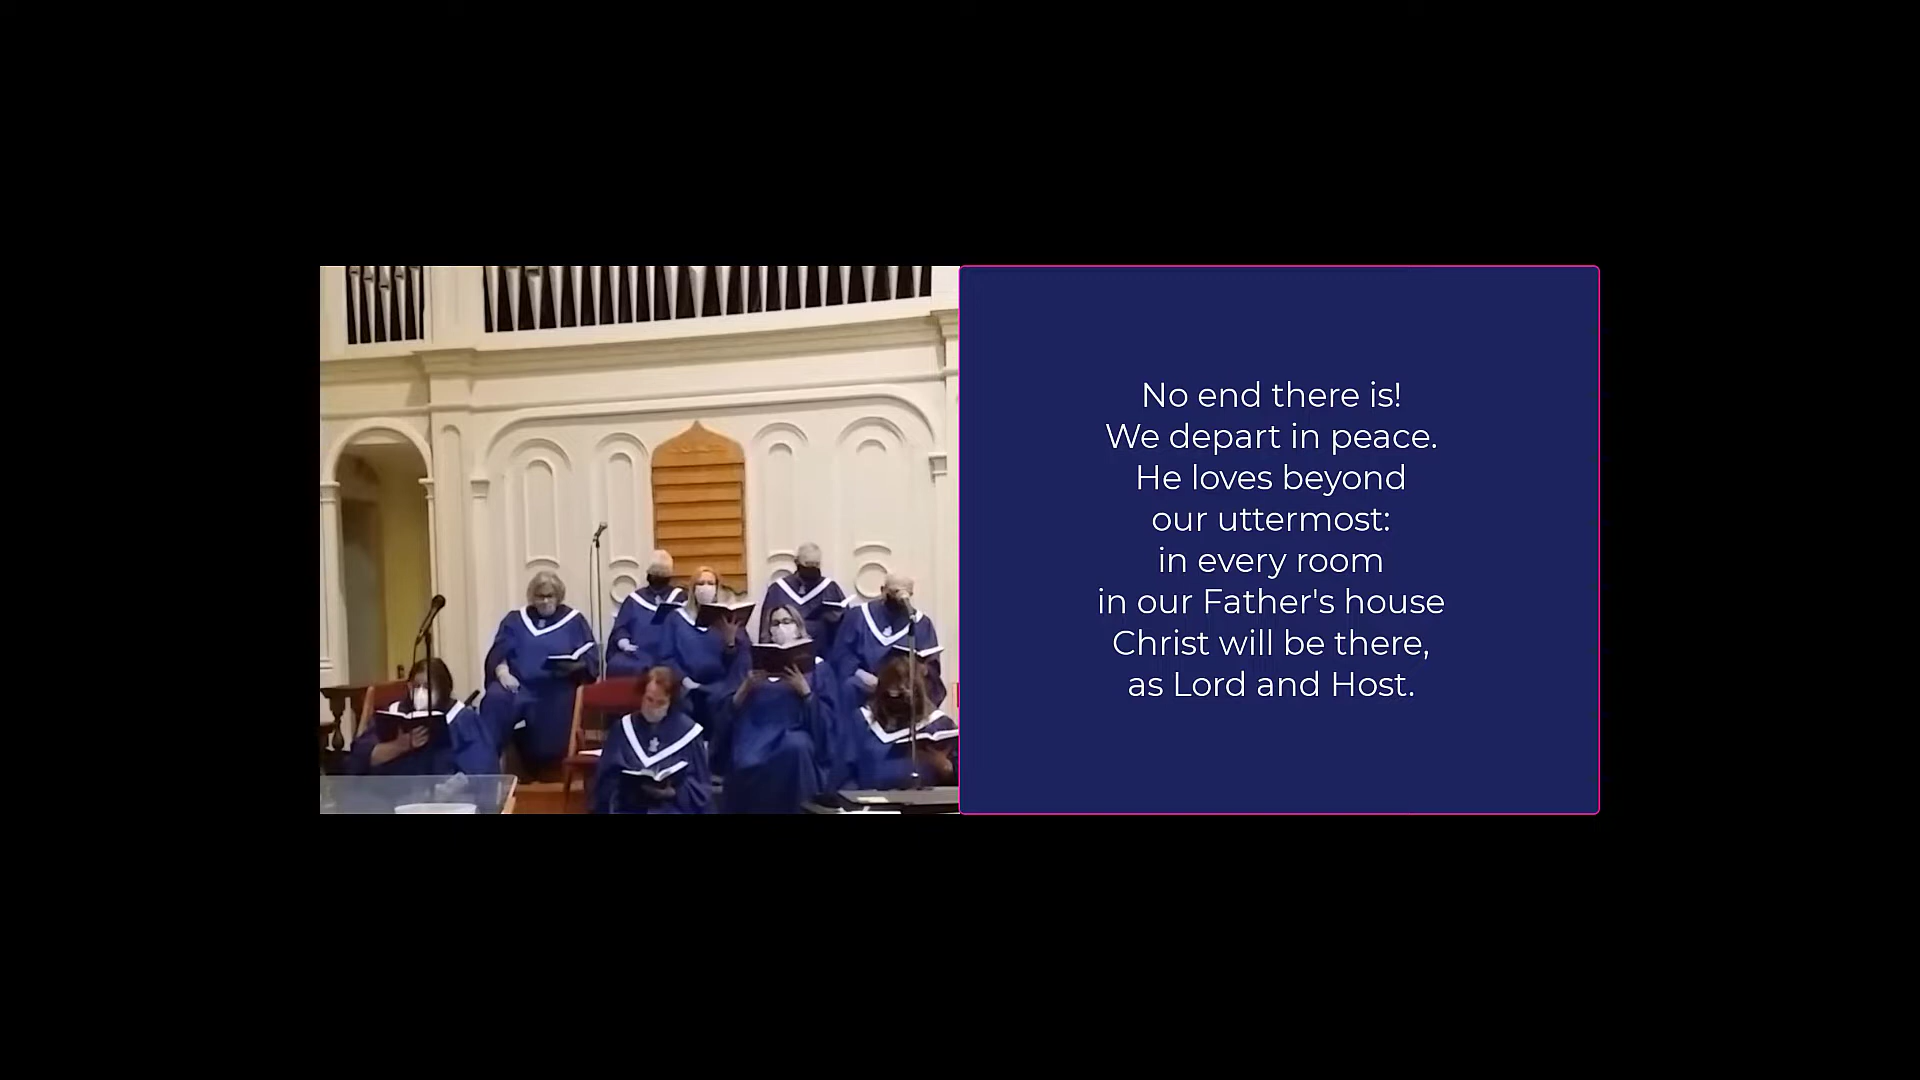 No end there is!
We depart in peace.
He loves beyond
our uttermost:
in every room
in our Father's house
Christ will be there,
as Lord and Host.